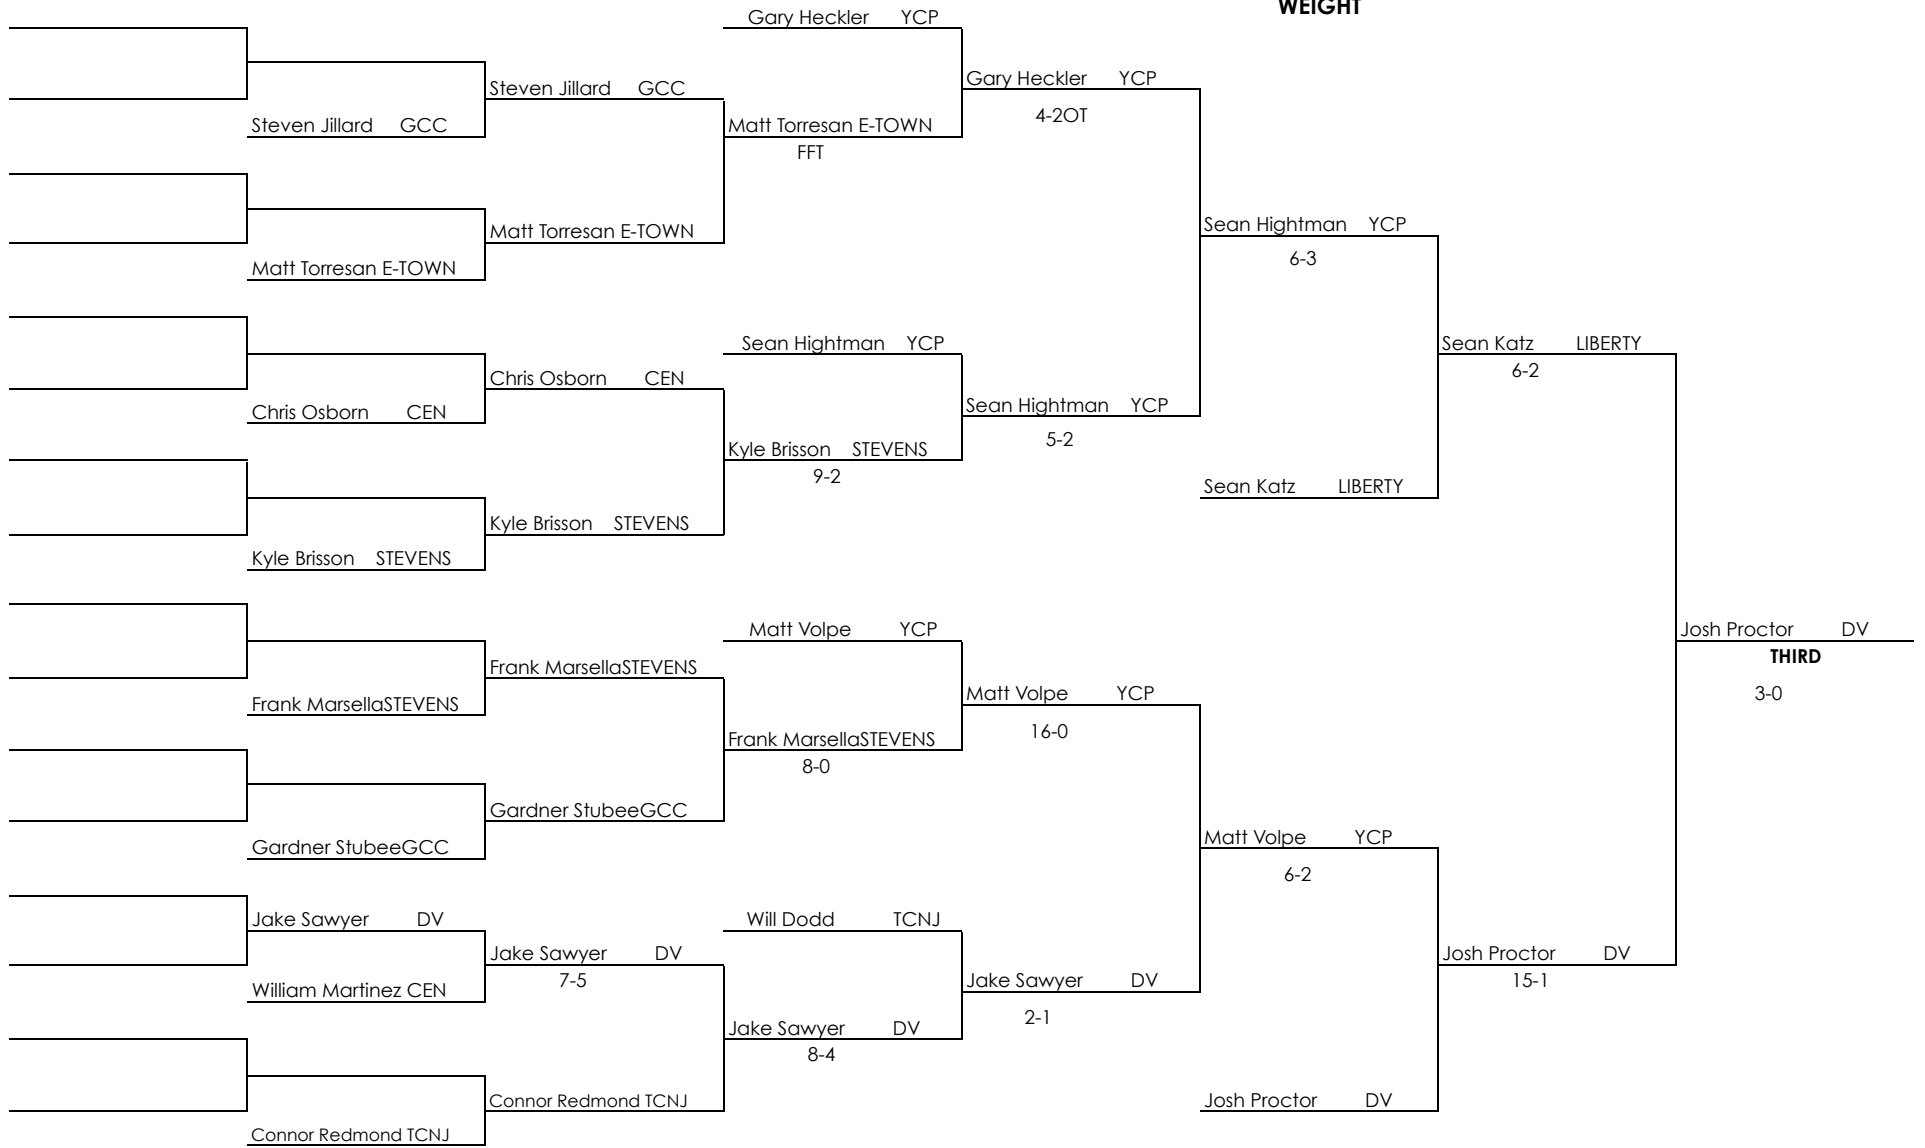 WEIGHT
Gary Heckler YCP
Gary Heckler YCP
Steven Jillard GCC
4-2OT
Steven Jillard GCC
Matt Torresan E-TOWN
FFT
Sean Hightman YCP
Matt Torresan E-TOWN
6-3
Matt Torresan E-TOWN
Sean Hightman YCP
Sean Katz LIBERTY
6-2
Chris Osborn CEN
Chris Osborn CEN
Sean Hightman YCP
5-2
Kyle Brisson STEVENS
9-2
Sean Katz LIBERTY
Kyle Brisson STEVENS
Kyle Brisson STEVENS
Matt Volpe YCP
Josh Proctor DV
THIRD
Frank MarsellaSTEVENS
3-0
Matt Volpe YCP
Frank MarsellaSTEVENS
16-0
Frank MarsellaSTEVENS
8-0
Gardner StubeeGCC
Matt Volpe YCP
Gardner StubeeGCC
6-2
Jake Sawyer DV
Will Dodd TCNJ
Jake Sawyer DV
Josh Proctor DV
7-5
15-1
William Martinez CEN
Jake Sawyer DV
2-1
Jake Sawyer DV
8-4
Connor Redmond TCNJ
Josh Proctor DV
Connor Redmond TCNJ